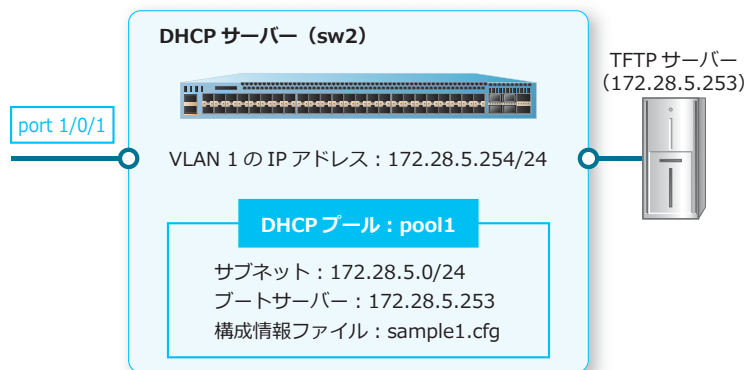 DHCP サーバー（sw2）
TFTP サーバー
（172.28.5.253）
port 1/0/1
VLAN 1 の IP アドレス：172.28.5.254/24
DHCP プール：pool1
サブネット：172.28.5.0/24
ブートサーバー：172.28.5.253
構成情報ファイル：sample1.cfg